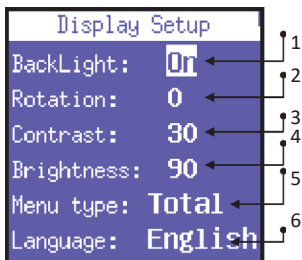 Display Setup
BackLight: On 1
Rotation: 0 2
Contrast: 30 3
Brightness: 90 4
Menu type: Total 5
Language: English 6